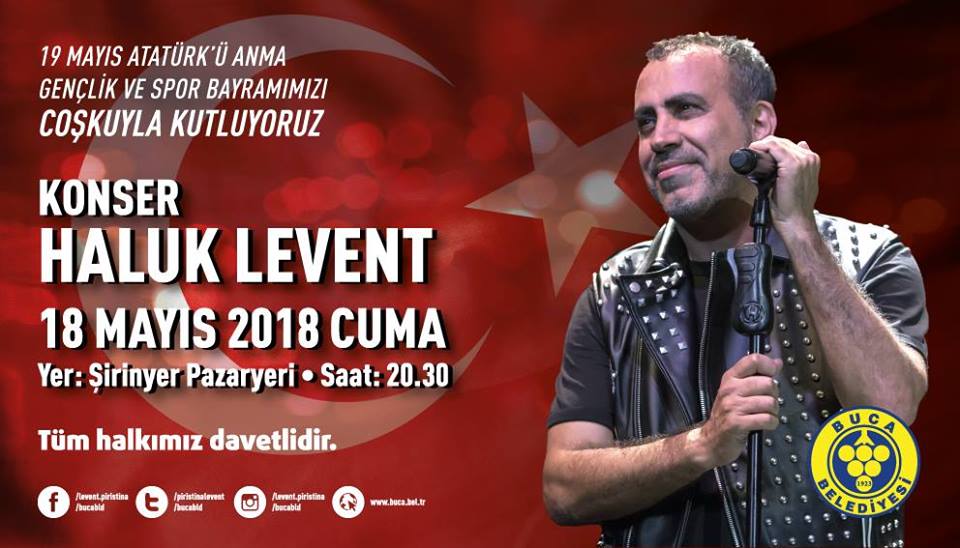 19 MAYIS ATATÜRK'Ü ANMA
GENÇLİK VE SPOR BAYRAMIMIZI
COŞKUYLA KUTLUYORUZ
KONSER
HALUK LEVENT
18 MAYIS 2018 CUMA
Yer: Şirinyer Pazaryeri • Saat: 20.30
Tüm halkımız davetlidir.
/levent.piristina
/bucabld
/piristinalevent
/bucabld
/levent.piristina
/bucabld
www.buca.bel.tr
BUCA
1923
BELEDİYESİ